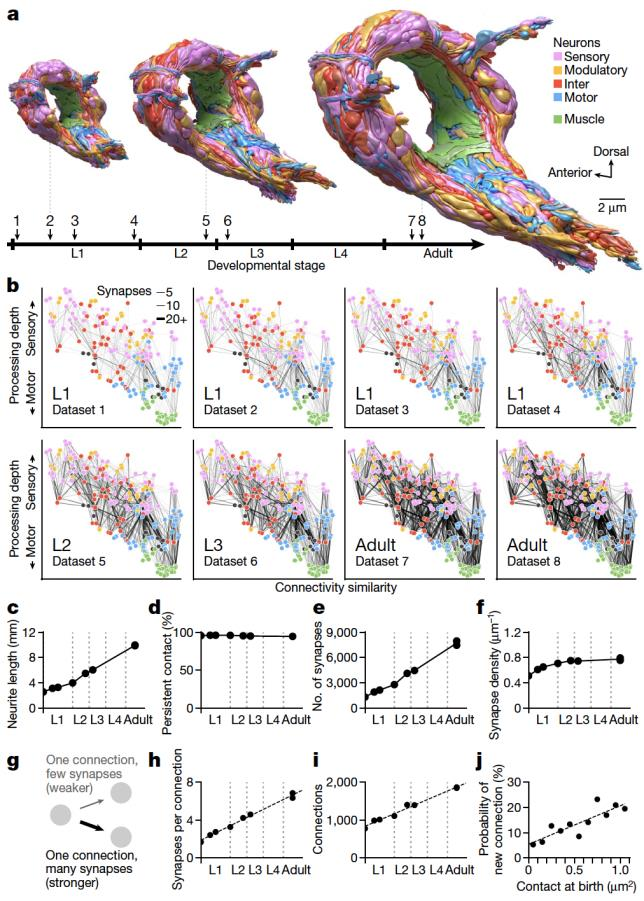 a
Neurons
Sensory
Modulatory
Inter
Motor
Muscle
Dorsal
Anterior
2 μm
1 2 3 4 5 6 7 8
L1 L2 L3 L4 Adult
Developmental stage
b
Synapses
5
10
20+
Processing depth
Motor Sensory
L1
Dataset 1
L1
Dataset 2
L1
Dataset 3
L1
Dataset 4
Processing depth
Motor Sensory
L2
Dataset 5
L3
Dataset 6
Adult
Dataset 7
Adult
Dataset 8
Connectivity similarity
c
Neurite length (mm)
12
8
4
0
L1 L2 L3 L4 Adult
d
Persistent contact (%)
100
50
0
L1 L2 L3 L4 Adult
e
No. of synapses
9,000
6,000
3,000
0
L1 L2 L3 L4 Adult
f
Synapse density (μm⁻¹)
1.2
0.8
0.4
0
L1 L2 L3 L4 Adult
g
One connection,
few synapses
(weaker)
One connection,
many synapses
(stronger)
h
Synapses per connection
8
4
0
L1 L2 L3 L4 Adult
i
Connections
2,000
1,000
0
L1 L2 L3 L4 Adult
j
Probability of
new connection (%)
30
20
10
0
0 0.5 1.0
Contact at birth (μm²)